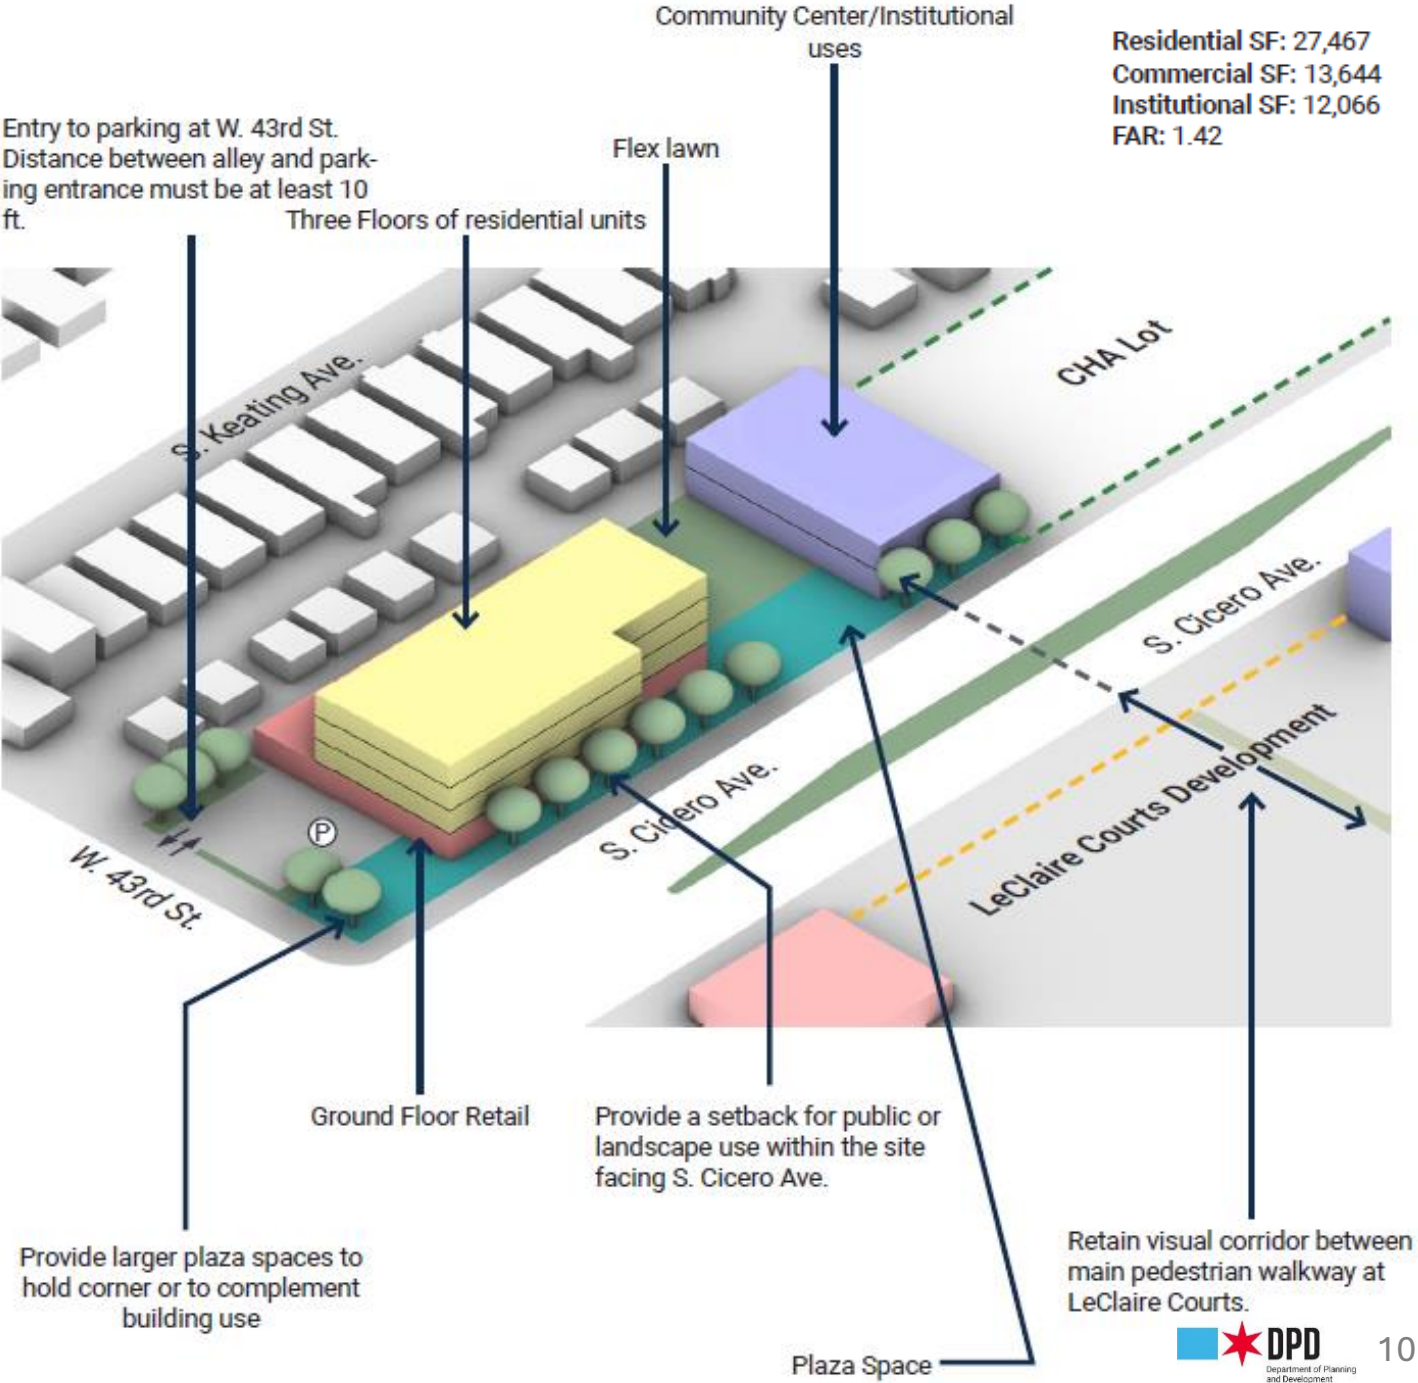 Community Center/Institutional
uses
Residential SF: 27,467
Commercial SF: 13,644
Institutional SF: 12,066
FAR: 1.42
Entry to parking at W. 43rd St.
Distance between alley and park-
ing entrance must be at least 10
ft.
Flex lawn
Three Floors of residential units
S. Keating Ave.
CHA Lot
S. Cicero Ave.
S. Cicero Ave.
LeClaire Courts Development
P
W. 43rd St.
Ground Floor Retail
Provide a setback for public or
landscape use within the site
facing S. Cicero Ave.
Provide larger plaza spaces to
hold corner or to complement
building use
Retain visual corridor between
main pedestrian walkway at
LeClaire Courts.
Plaza Space
DPD
Department of Planning
and Development
10